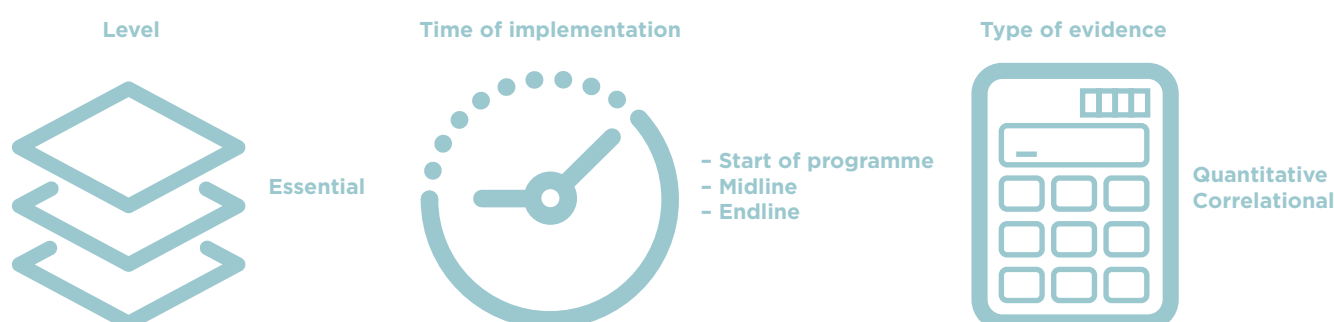 Level
Essential
Time of implementation
– Start of programme
– Midline
– Endline
Type of evidence
Quantitative
Correlational